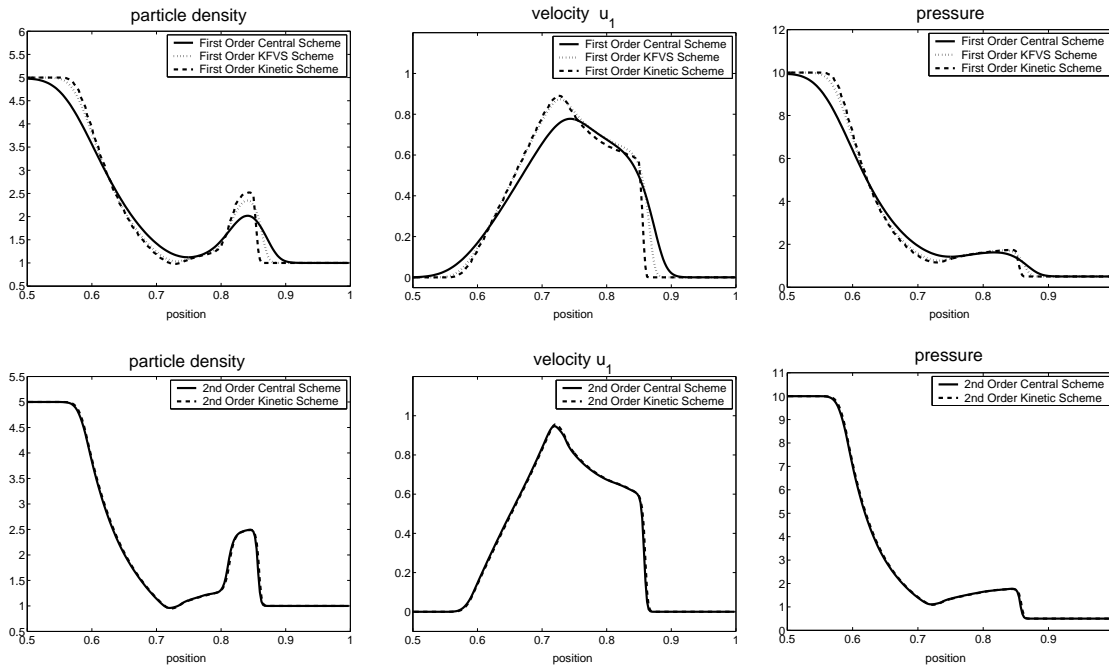 particle density
First Order Central Scheme
First Order KFVS Scheme
First Order Kinetic Scheme
6
5.5
5
4.5
4
3.5
3
2.5
2
1.5
1
0.5
0.5 0.6 0.7 0.8 0.9 1
position
velocity u1
First Order Central Scheme
First Order KFVS Scheme
First Order Kinetic Scheme
1
0.8
0.6
0.4
0.2
0
0.5 0.6 0.7 0.8 0.9 1
position
pressure
First Order Central Scheme
First Order KFVS Scheme
First Order Kinetic Scheme
12
10
8
6
4
2
0
0.5 0.6 0.7 0.8 0.9
position
particle density
2nd Order Central Scheme
2nd Order Kinetic Scheme
5.5
5
4.5
4
3.5
3
2.5
2
1.5
1
0.5
0.5 0.6 0.7 0.8 0.9 1
position
velocity u1
2nd Order Central Scheme
2nd Order Kinetic Scheme
1
0.8
0.6
0.4
0.2
0
0.5 0.6 0.7 0.8 0.9 1
position
pressure
2nd Order Central Scheme
2nd Order Kinetic Scheme
11
10
9
8
7
6
5
4
3
2
1
0
0.5 0.6 0.7 0.8 0.9
position